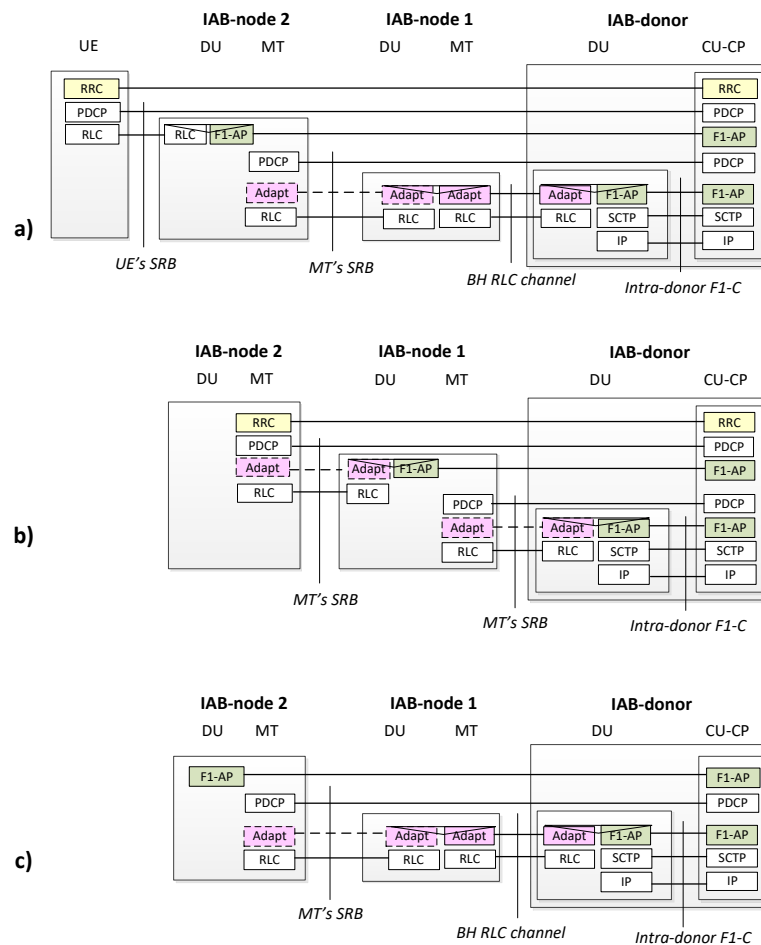 IAB-node 2 IAB-node 1 IAB-donor
UE DU MT DU MT DU CU-CP
RRC RRC
PDCP PDCP
RLC RLC F1-AP F1-AP
PDCP PDCP
Adapt Adapt Adapt Adapt F1-AP F1-AP
RLC RLC RLC RLC SCTP SCTP
a) IP IP
UE's SRB MT's SRB BH RLC channel Intra-donor F1-C
IAB-node 2 IAB-node 1 IAB-donor
DU MT DU MT DU CU-CP
RRC RRC
PDCP PDCP
Adapt Adapt F1-AP F1-AP
RLC RLC
PDCP PDCP
b) Adapt Adapt F1-AP F1-AP
RLC RLC SCTP SCTP
IP IP
MT's SRB MT's SRB Intra-donor F1-C
IAB-node 2 IAB-node 1 IAB-donor
DU MT DU MT DU CU-CP
F1-AP F1-AP
PDCP PDCP
Adapt Adapt Adapt Adapt F1-AP F1-AP
c) RLC RLC RLC RLC SCTP SCTP
IP IP
MT's SRB BH RLC channel Intra-donor F1-C